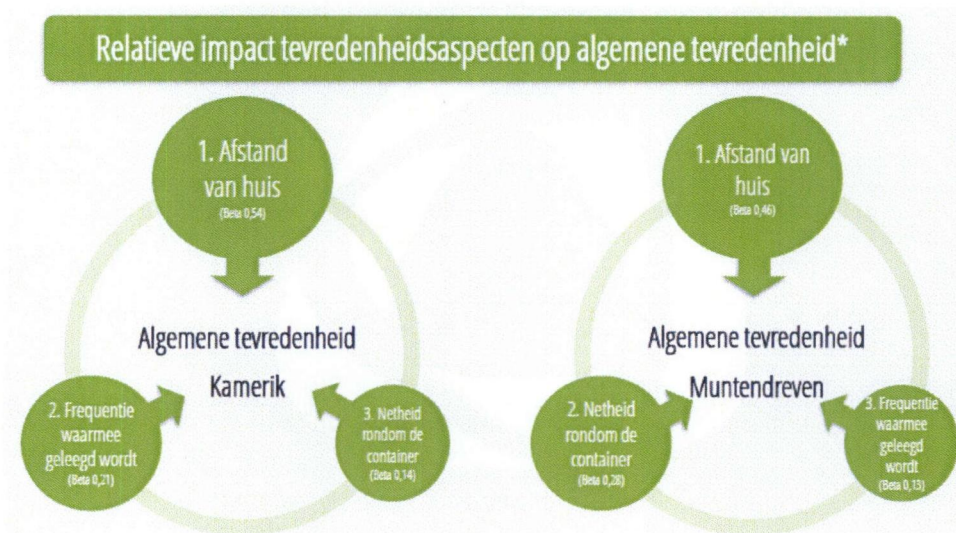 Relatieve impact tevredenheidsaspecten op algemene tevredenheid*
1. Afstand
van huis
(Beta 0,54)
Algemene tevredenheid
Kamerik
2. Frequentie
waarmee
geleegd wordt
(Beta 0,21)
3. Netheid
rondom de
container
(Beta 0,14)
1. Afstand van
huis
(Beta 0,46)
Algemene tevredenheid
Muntendreven
2. Netheid
rondom de
container
(Beta 0,28)
3. Frequentie
waarmee
geleegd
wordt
(Beta 0,13)